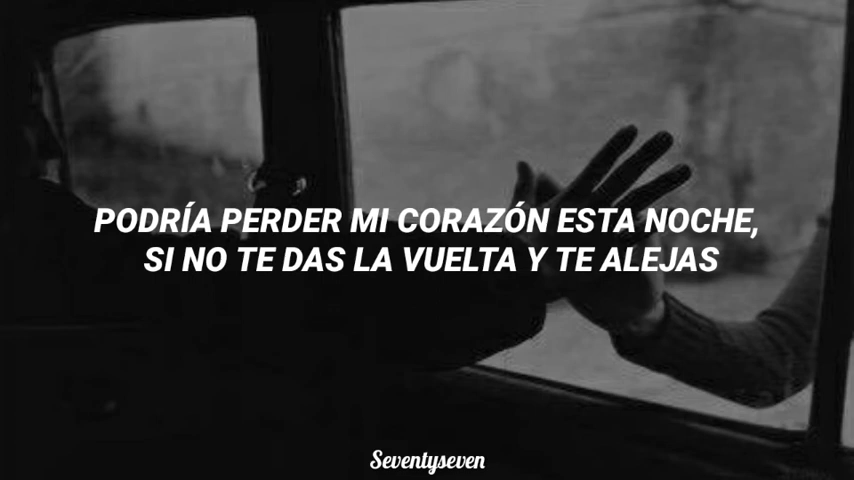 PODRÍA PERDER MI CORAZÓN ESTA NOCHE,
SI NO TE DAS LA VUELTA Y TE ALEJAS
Seventyseven